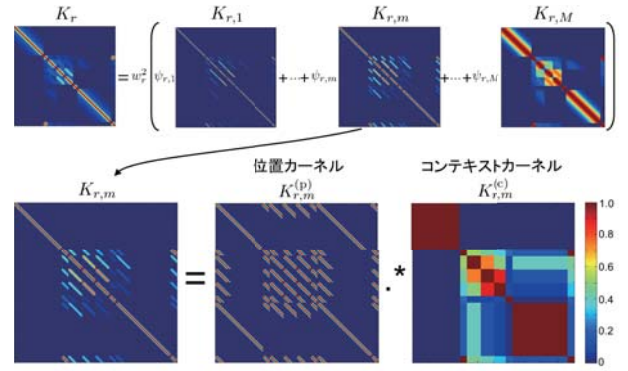 K_r K_{r,1} K_{r,m} K_{r,M}
= w_r^2 ( ψ_{r,1} + ⋯ + ψ_{r,m} + ⋯ + ψ_{r,M} )
位置カーネル コンテキストカーネル
K_{r,m} K_{r,m}^{(p)} K_{r,m}^{(c)}
= .*
1.0
0.8
0.6
0.4
0.2
0